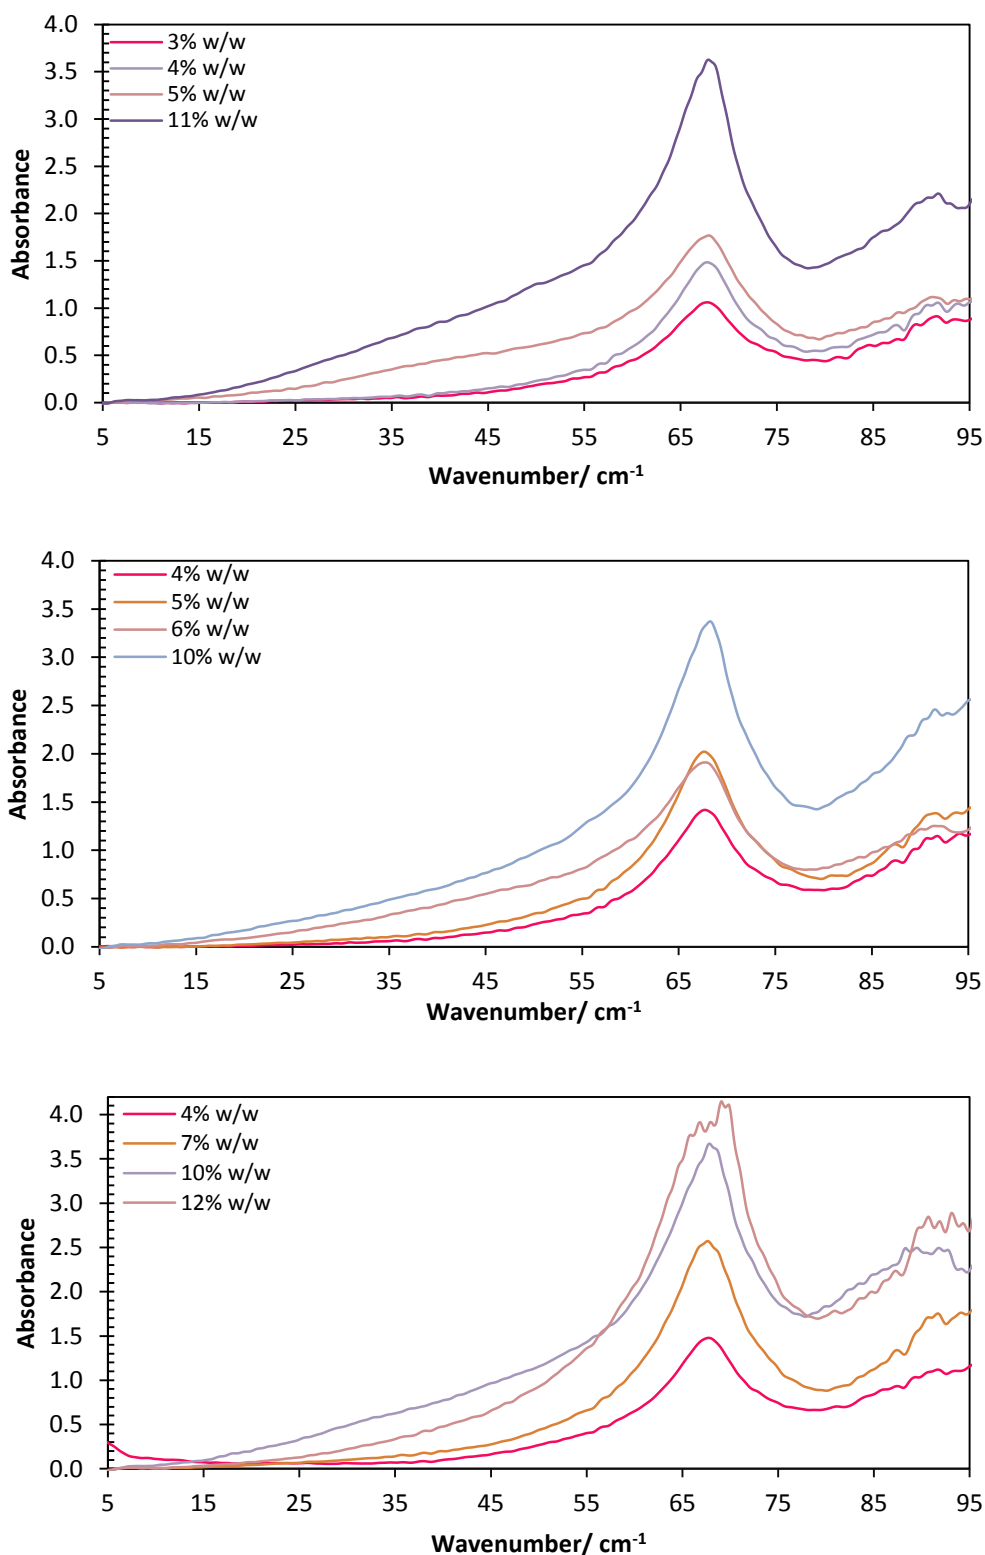 4.0
3.5
3.0
2.5
2.0
1.5
1.0
0.5
0.0
Absorbance
3% w/w
4% w/w
5% w/w
11% w/w
5 15 25 35 45 55 65 75 85 95
Wavenumber/ cm⁻¹
4.0
3.5
3.0
2.5
2.0
1.5
1.0
0.5
0.0
Absorbance
4% w/w
5% w/w
6% w/w
10% w/w
5 15 25 35 45 55 65 75 85 95
Wavenumber/ cm⁻¹
4.0
3.5
3.0
2.5
2.0
1.5
1.0
0.5
0.0
Absorbance
4% w/w
7% w/w
10% w/w
12% w/w
5 15 25 35 45 55 65 75 85 95
Wavenumber/ cm⁻¹